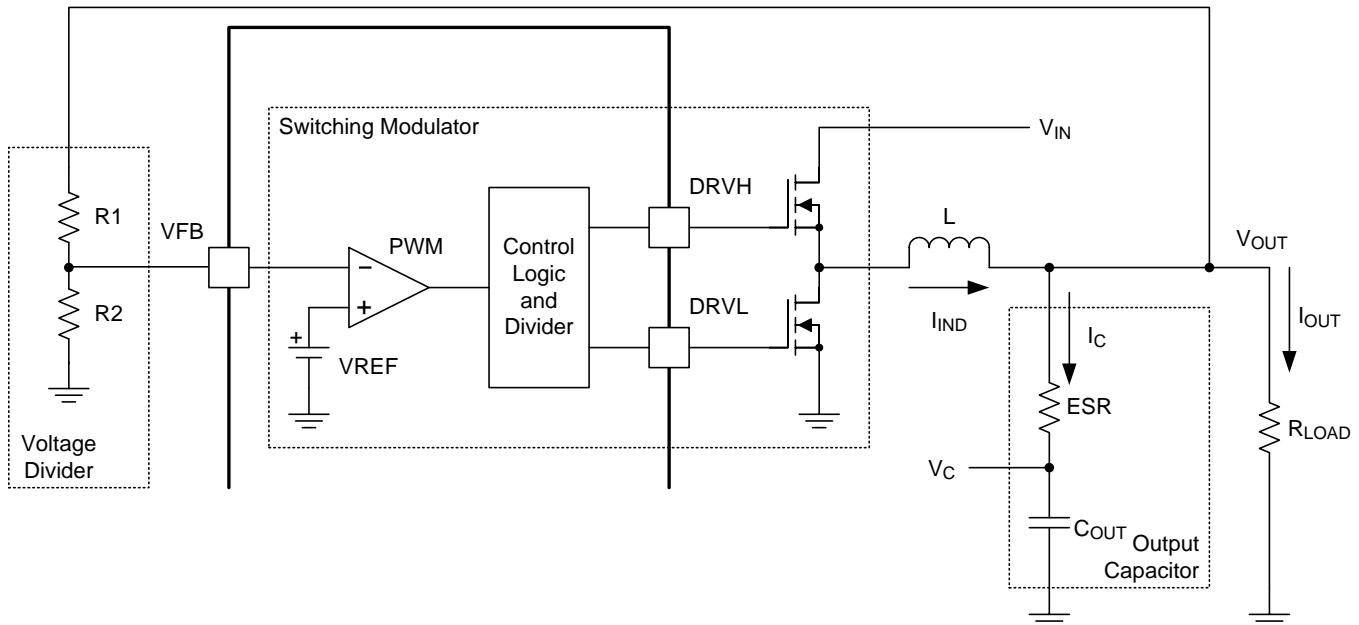 Switching Modulator
V_IN
DRVH
R1
VFB
PWM
L
V_OUT
−
+
Control
Logic
and
Divider
R2
DRVL
I_IND
I_C
I_OUT
+
VREF
ESR
Voltage
Divider
R_LOAD
V_C
C_OUT
Output
Capacitor